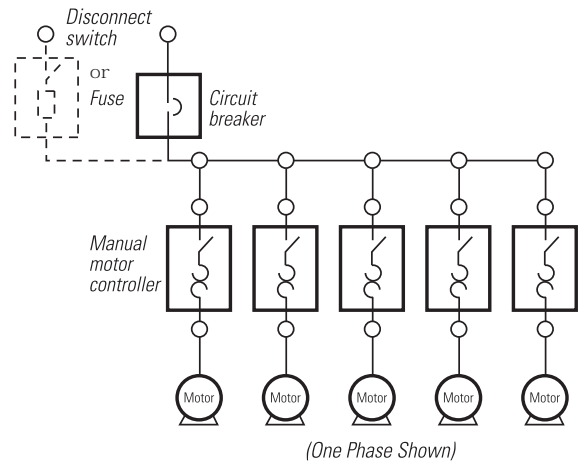 Disconnect
switch
or
Fuse
Circuit
breaker
Manual
motor
controller
Motor
Motor
Motor
Motor
Motor
(One Phase Shown)